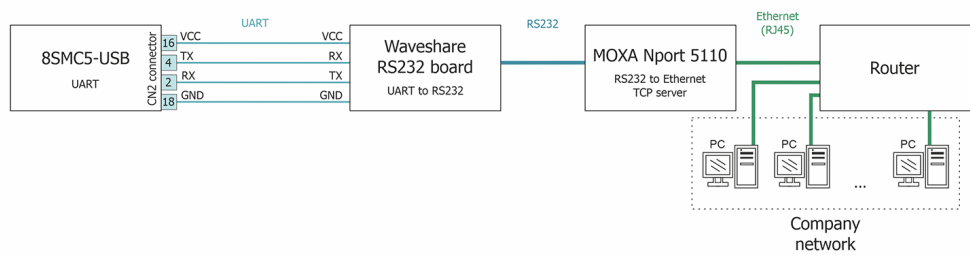 UART
RS232
Ethernet
(RJ45)
8SMC5-USB
UART
CN2 connector
16
4
2
18
VCC
TX
RX
GND
VCC
RX
TX
GND
Waveshare
RS232 board
UART to RS232
MOXA Nport 5110
RS232 to Ethernet
TCP server
Router
PC
PC
PC
...
Company
network